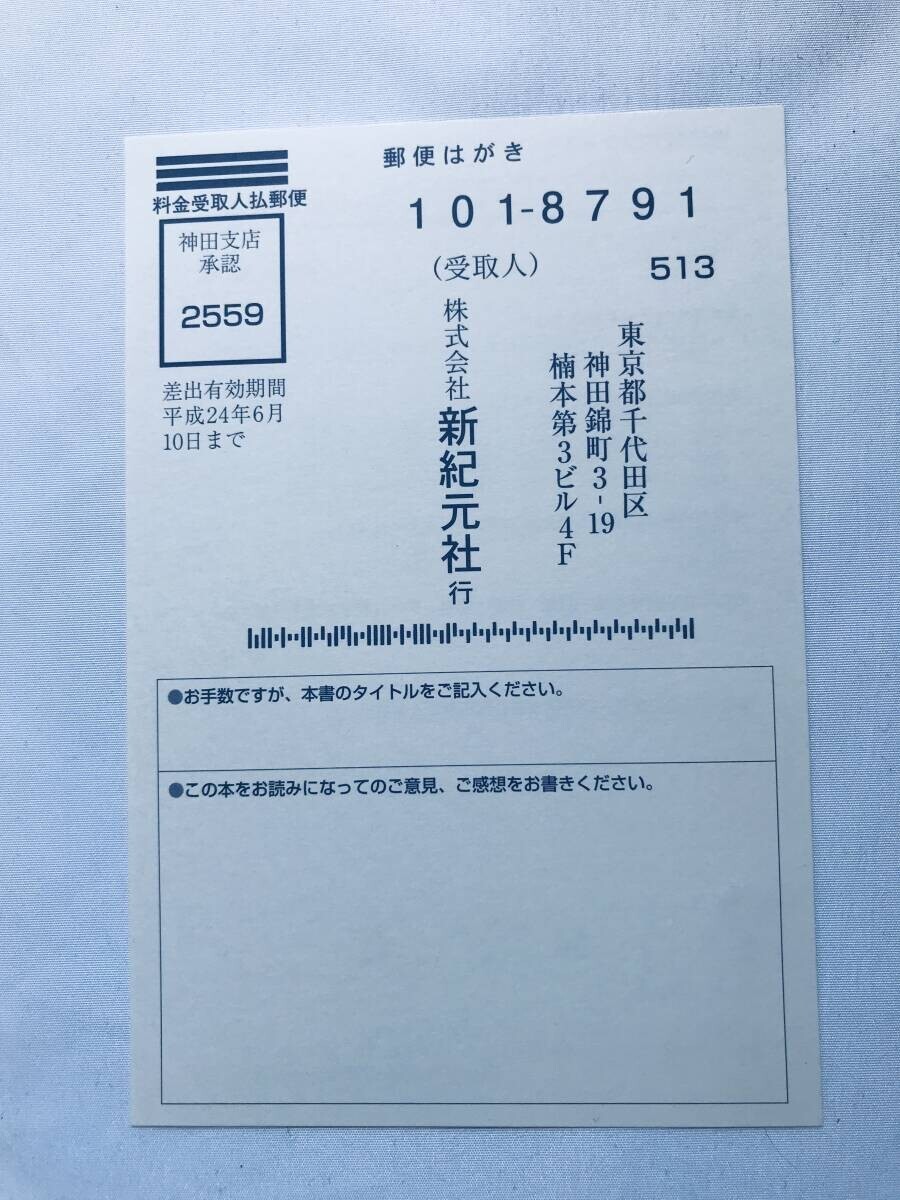 郵便はがき
料金受取人払郵便
神田支店
承認
2559
差出有効期間
平成24年6月
10日まで
101-8791
(受取人)
513
東京都千代田区
神田錦町3-19
楠本第3ビル4F
株式会社 新紀元社 行
●お手数ですが、本書のタイトルをご記入ください。
●この本をお読みになってのご意見、ご感想をお書きください。